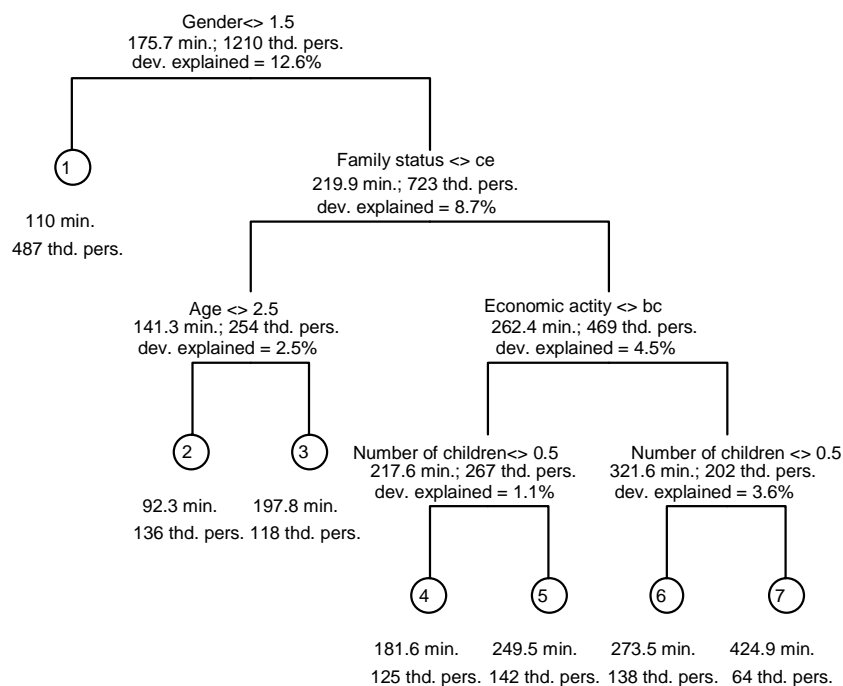 Gender<> 1.5
175.7 min.; 1210 thd. pers.
dev. explained = 12.6%
1
110 min.
487 thd. pers.
Family status <> ce
219.9 min.; 723 thd. pers.
dev. explained = 8.7%
Age <> 2.5
141.3 min.; 254 thd. pers.
dev. explained = 2.5%
Economic actity <> bc
262.4 min.; 469 thd. pers.
dev. explained = 4.5%
2
92.3 min.
136 thd. pers.
3
197.8 min.
118 thd. pers.
Number of children<> 0.5
217.6 min.; 267 thd. pers.
dev. explained = 1.1%
Number of children <> 0.5
321.6 min.; 202 thd. pers.
dev. explained = 3.6%
4
181.6 min.
125 thd. pers.
5
249.5 min.
142 thd. pers.
6
273.5 min.
138 thd. pers.
7
424.9 min.
64 thd. pers.